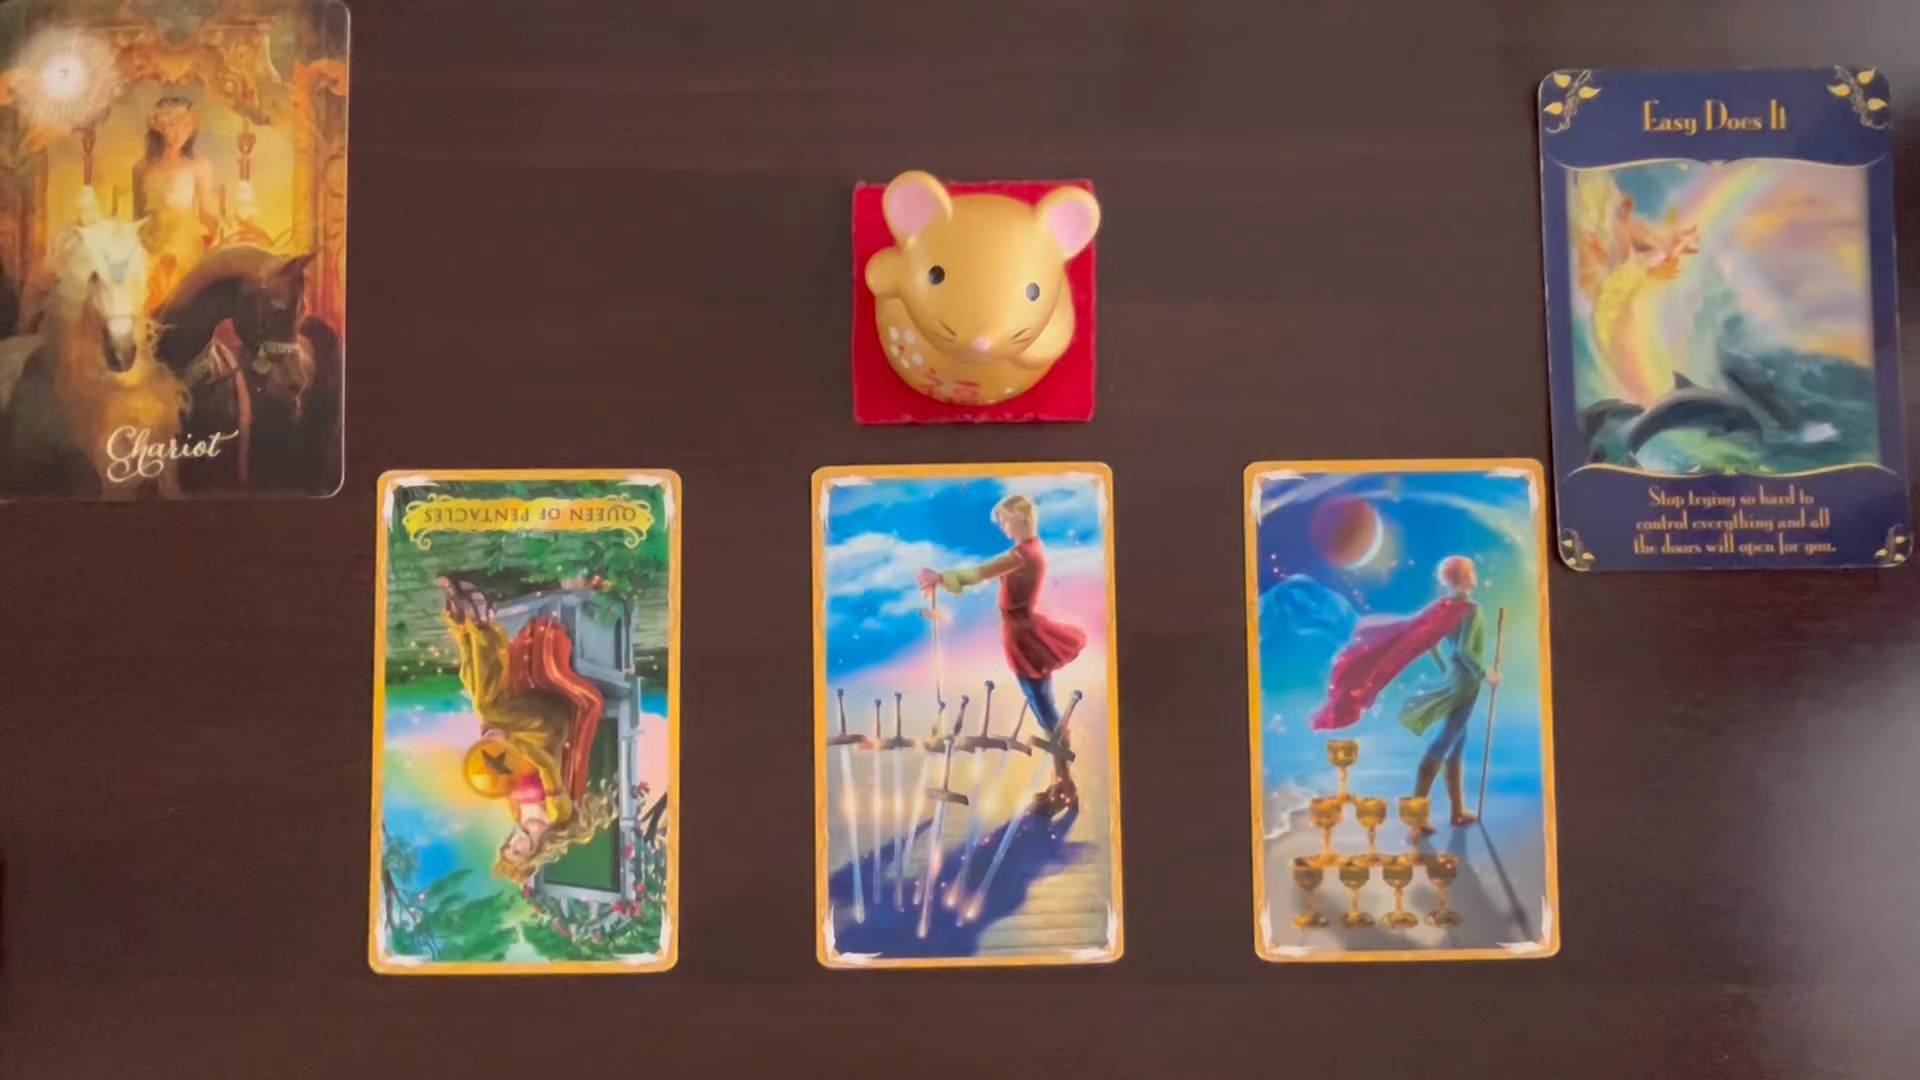 7
Chariot
Easy Does It
Stop trying so hard to
control everything and all
the doors will open for you.
QUEEN OF PENTACLES